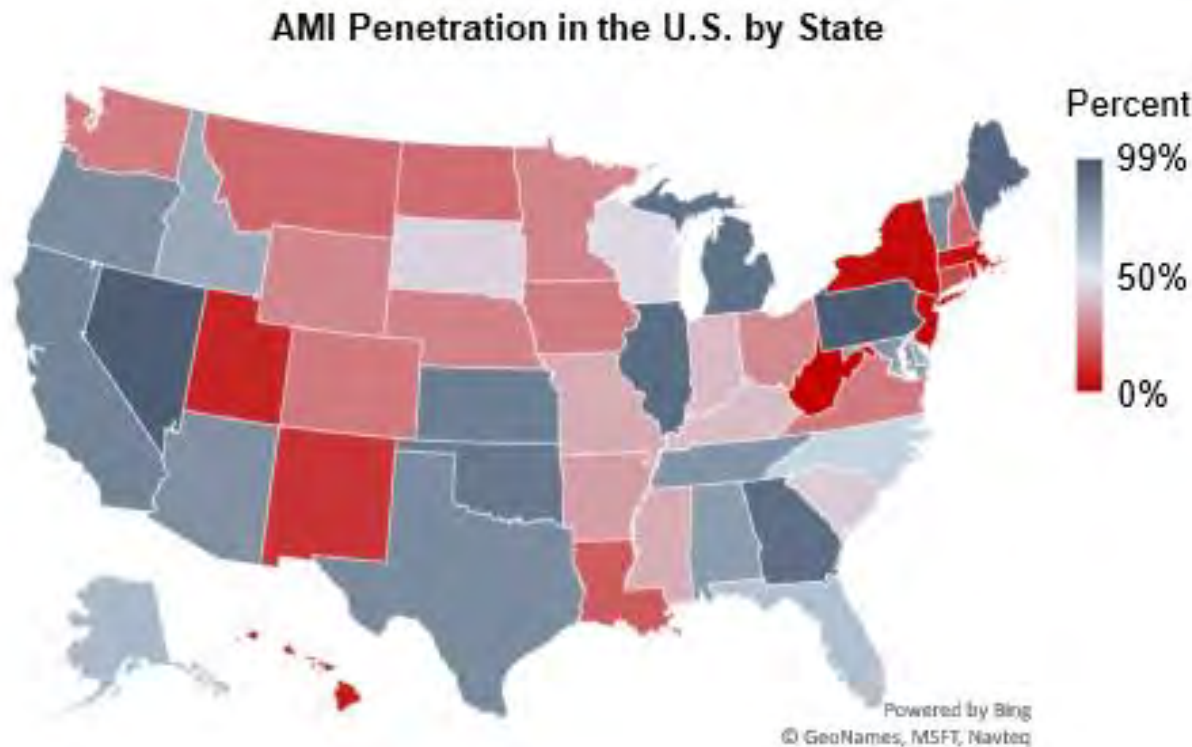 AMI Penetration in the U.S. by State
Percent
99%
50%
0%
Powered by Bing
© GeoNames, MSFT, Navteq